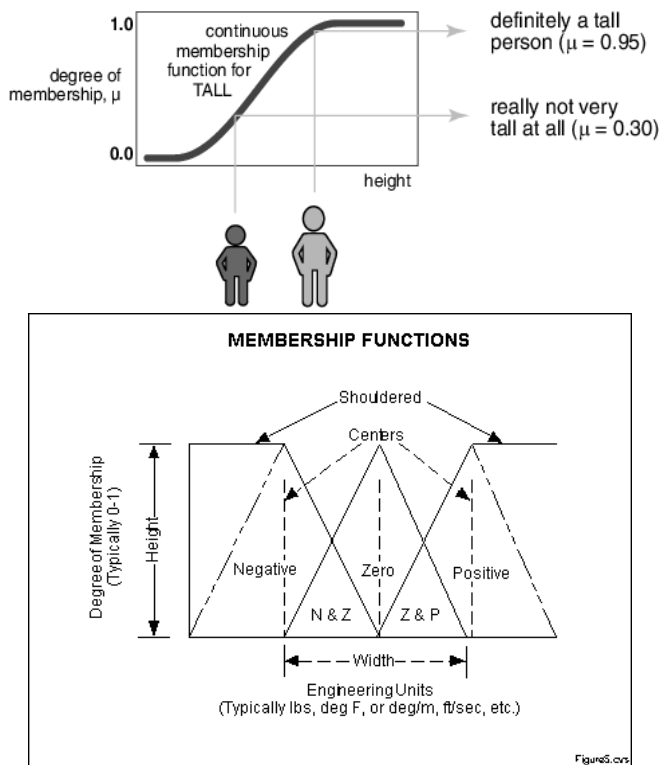 1.0
continuous
membership
function for
TALL
degree of
membership, μ
0.0
height
definitely a tall
person (μ = 0.95)
really not very
tall at all (μ = 0.30)
MEMBERSHIP FUNCTIONS
Shouldered
Centers
Degree of Membership
(Typically 0-1)
Height
Negative
Zero
Positive
N & Z
Z & P
Width
Engineering Units
(Typically lbs, deg F, or deg/m, ft/sec, etc.)
Figure5.cvs